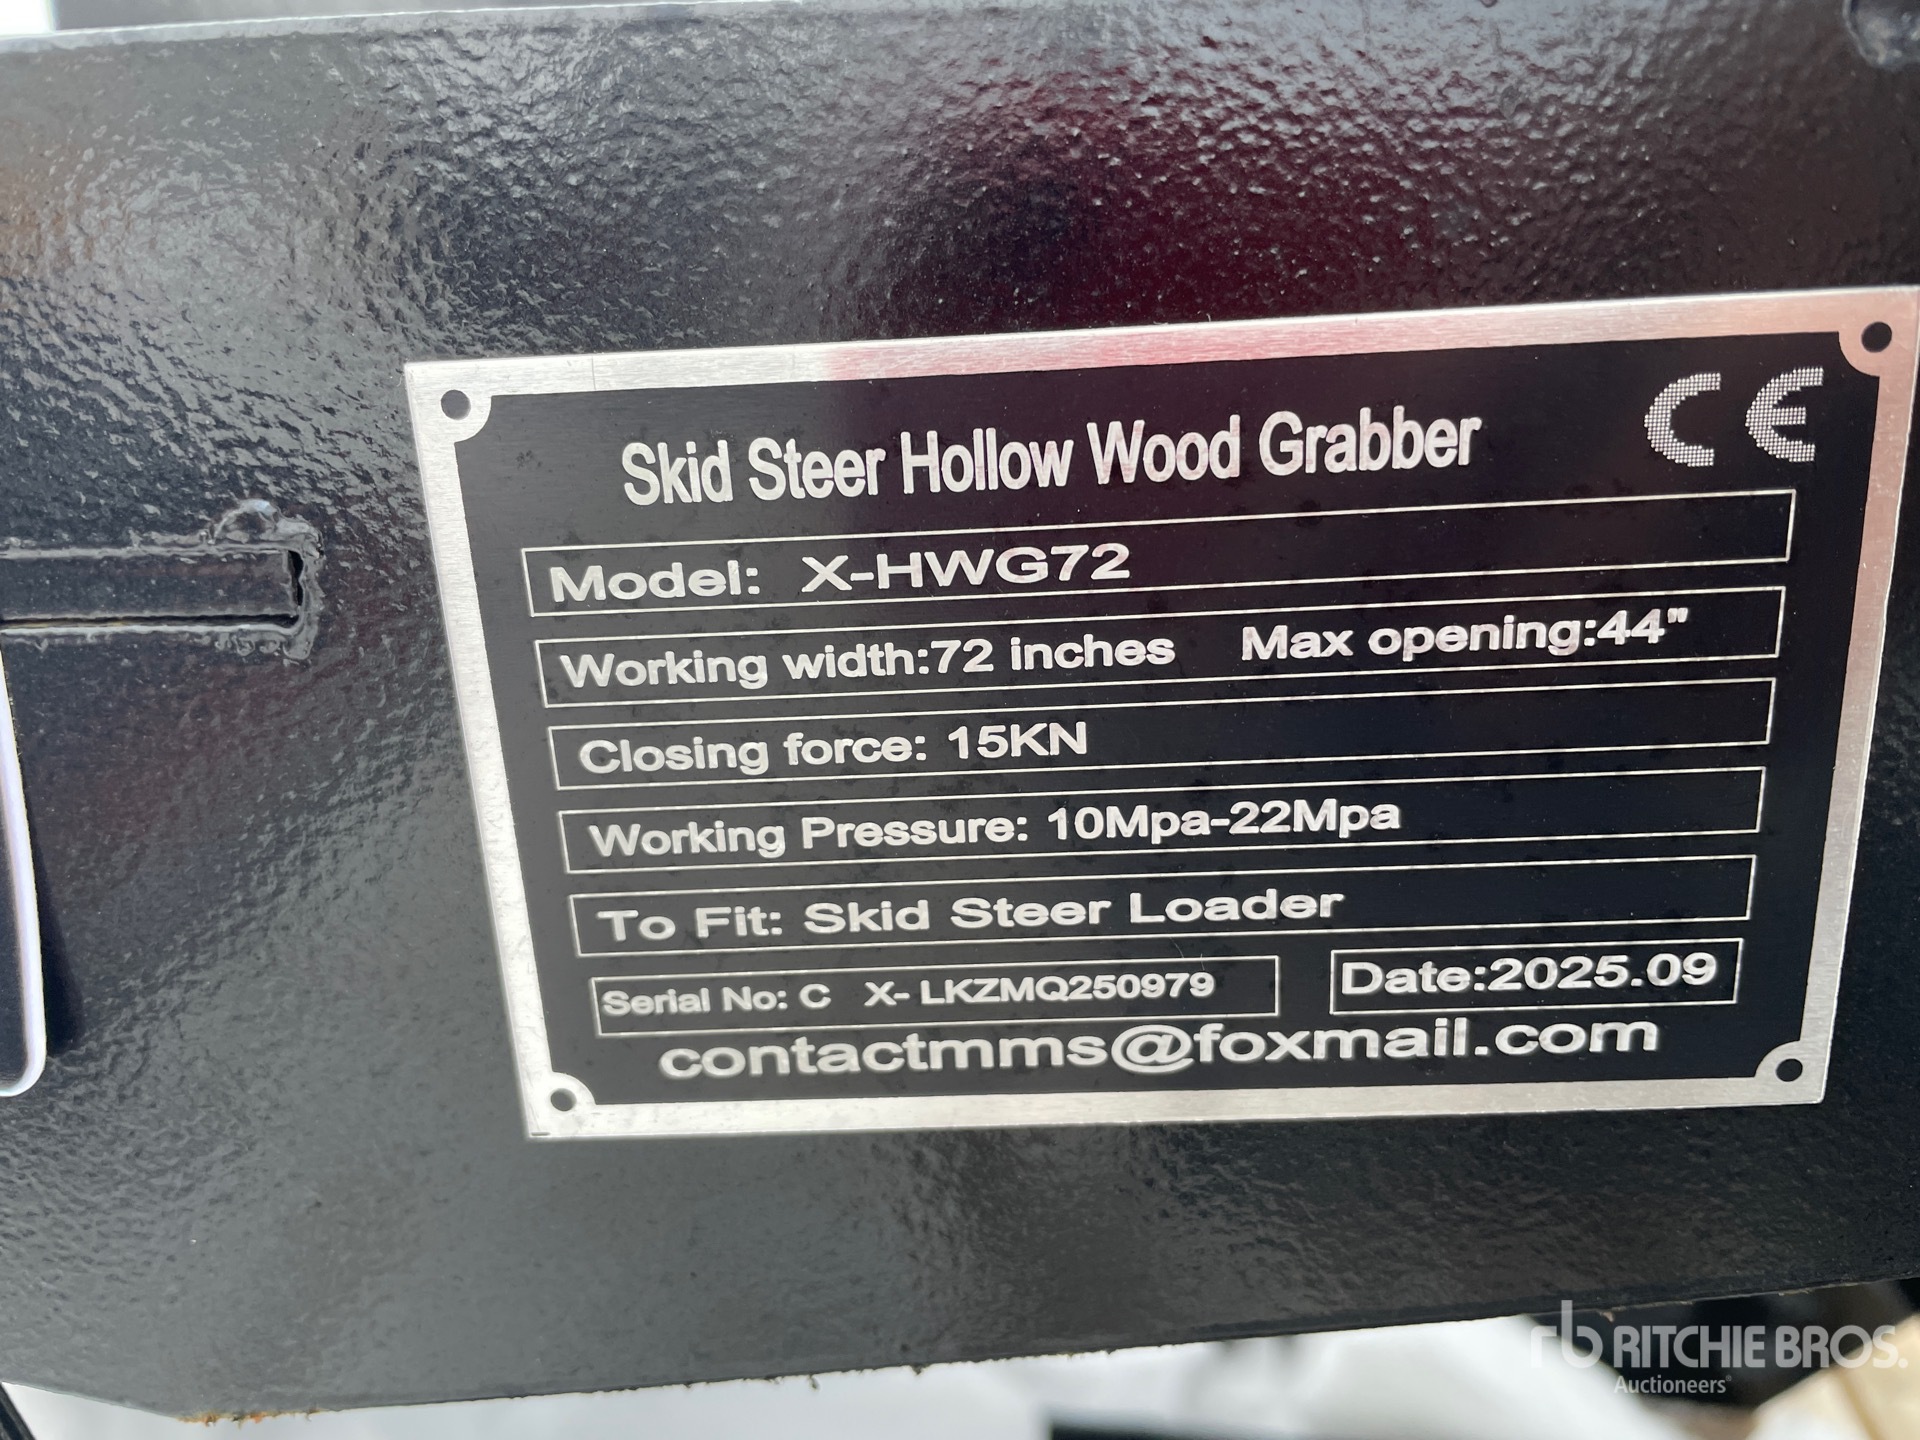 Skid Steer Hollow Wood Grabber CE
Model: X-HWG72
Working width:72 inches Max opening:44"
Closing force: 15KN
Working Pressure: 10Mpa-22Mpa
To Fit: Skid Steer Loader
Serial No: C X- LKZMQ250979 Date:2025.09
contactmms@foxmail.com
rb RITCHIE BROS.
Auctioneers®